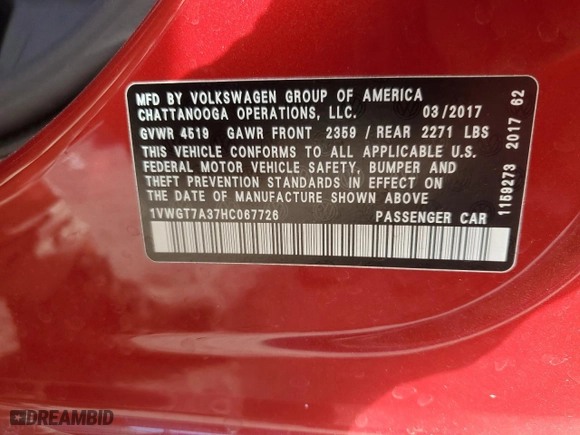 MFD BY VOLKSWAGEN GROUP OF AMERICA
CHATTANOOGA OPERATIONS, LLC. 03/2017
GVWR 4519 GAWR FRONT 2359 / REAR 2271 LBS
THIS VEHICLE CONFORMS TO ALL APPLICABLE U.S.
FEDERAL MOTOR VEHICLE SAFETY, BUMPER AND
THEFT PREVENTION STANDARDS IN EFFECT ON
THE DATE OF MANUFACTURE SHOWN ABOVE
1VWGT7A37HC067726 PASSENGER CAR
1159273 2017 62
DREAMBID